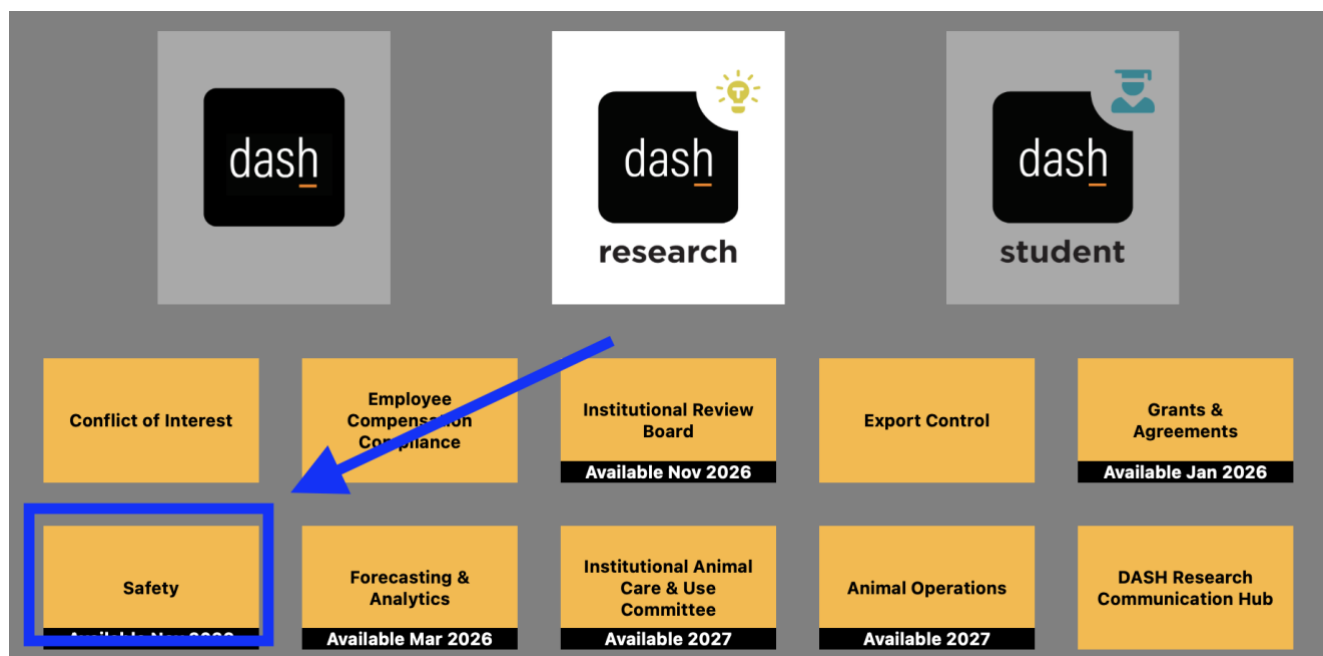 dash
dash
dash
research
student
Conflict of Interest
Employee
Compensation
Compliance
Institutional Review
Board
Available Nov 2026
Export Control
Grants &
Agreements
Available Jan 2026
Safety
Forecasting &
Analytics
Available Mar 2026
Institutional Animal
Care & Use
Committee
Available 2027
Animal Operations
Available 2027
DASH Research
Communication Hub